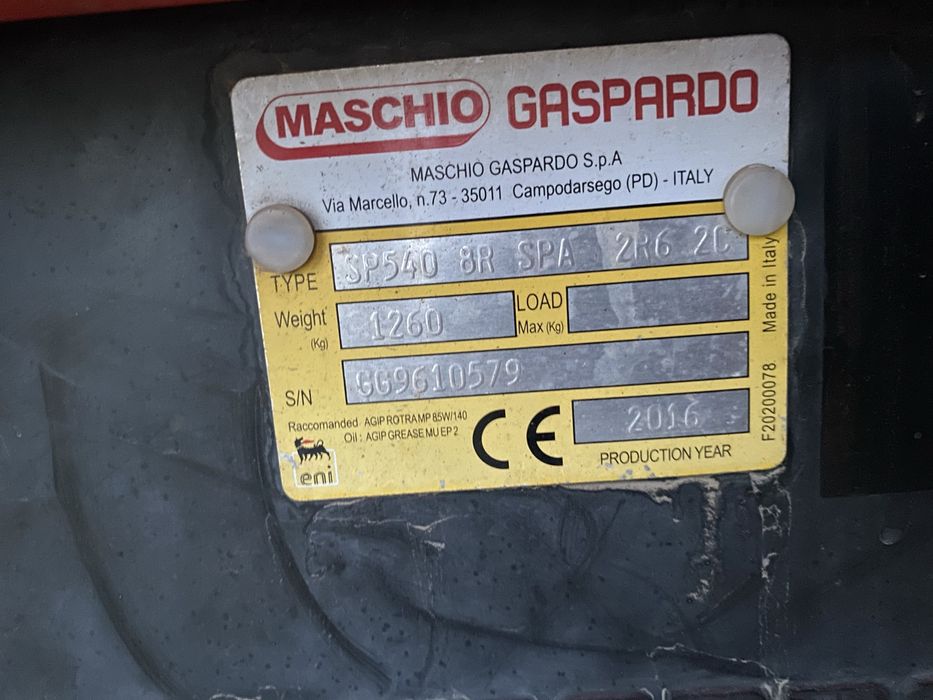 MASCHIO GASPARDO
MASCHIO GASPARDO S.p.A
Via Marcello, n.73 - 35011 Campodarsego (PD) - ITALY
TYPE SP540 8R SPA 2R6 2C
Weight (Kg) 1260 LOAD Max (Kg)
S/N GG9610579
Raccomanded AGIP ROTRA MP 85W/140
Oil : AGIP GREASE MU EP 2
eni
CE
2016
PRODUCTION YEAR
F20200078 Made in Italy